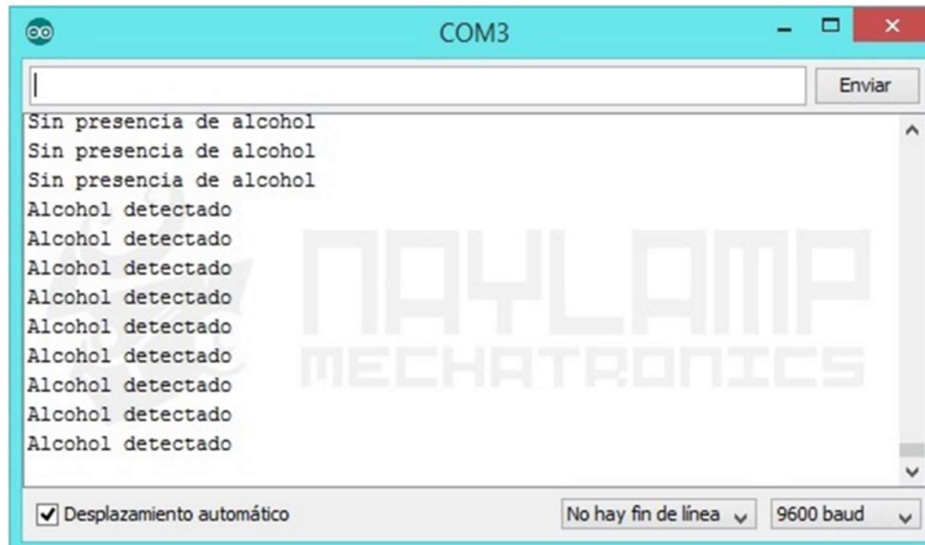 COM3
Enviar
Sin presencia de alcohol
Sin presencia de alcohol
Sin presencia de alcohol
Alcohol detectado
Alcohol detectado
Alcohol detectado
Alcohol detectado
Alcohol detectado
Alcohol detectado
Alcohol detectado
Alcohol detectado
Alcohol detectado
NAYLAMP
MECHATRONICS
Desplazamiento automático
No hay fin de línea
9600 baud